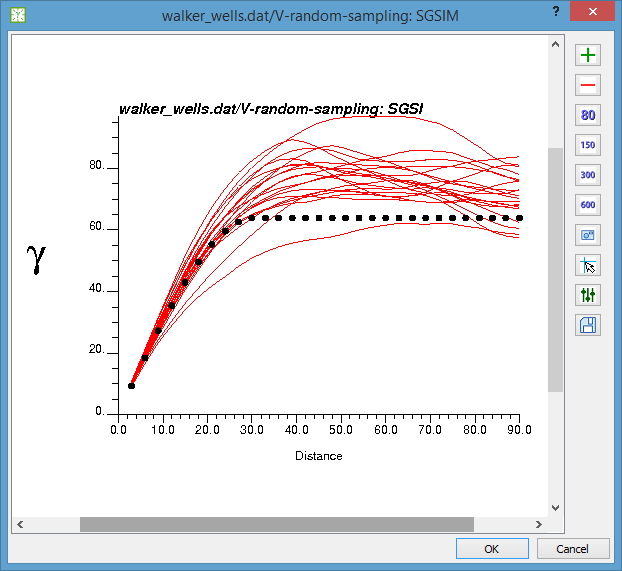 walker_wells.dat/V-random-sampling: SGSIM
?
walker_wells.dat/V-random-sampling: SGSI
80
150
300
600
γ
80.
60.
40.
20.
0.
0.0 10.0 20.0 30.0 40.0 50.0 60.0 70.0 80.0 90.0
Distance
OK Cancel